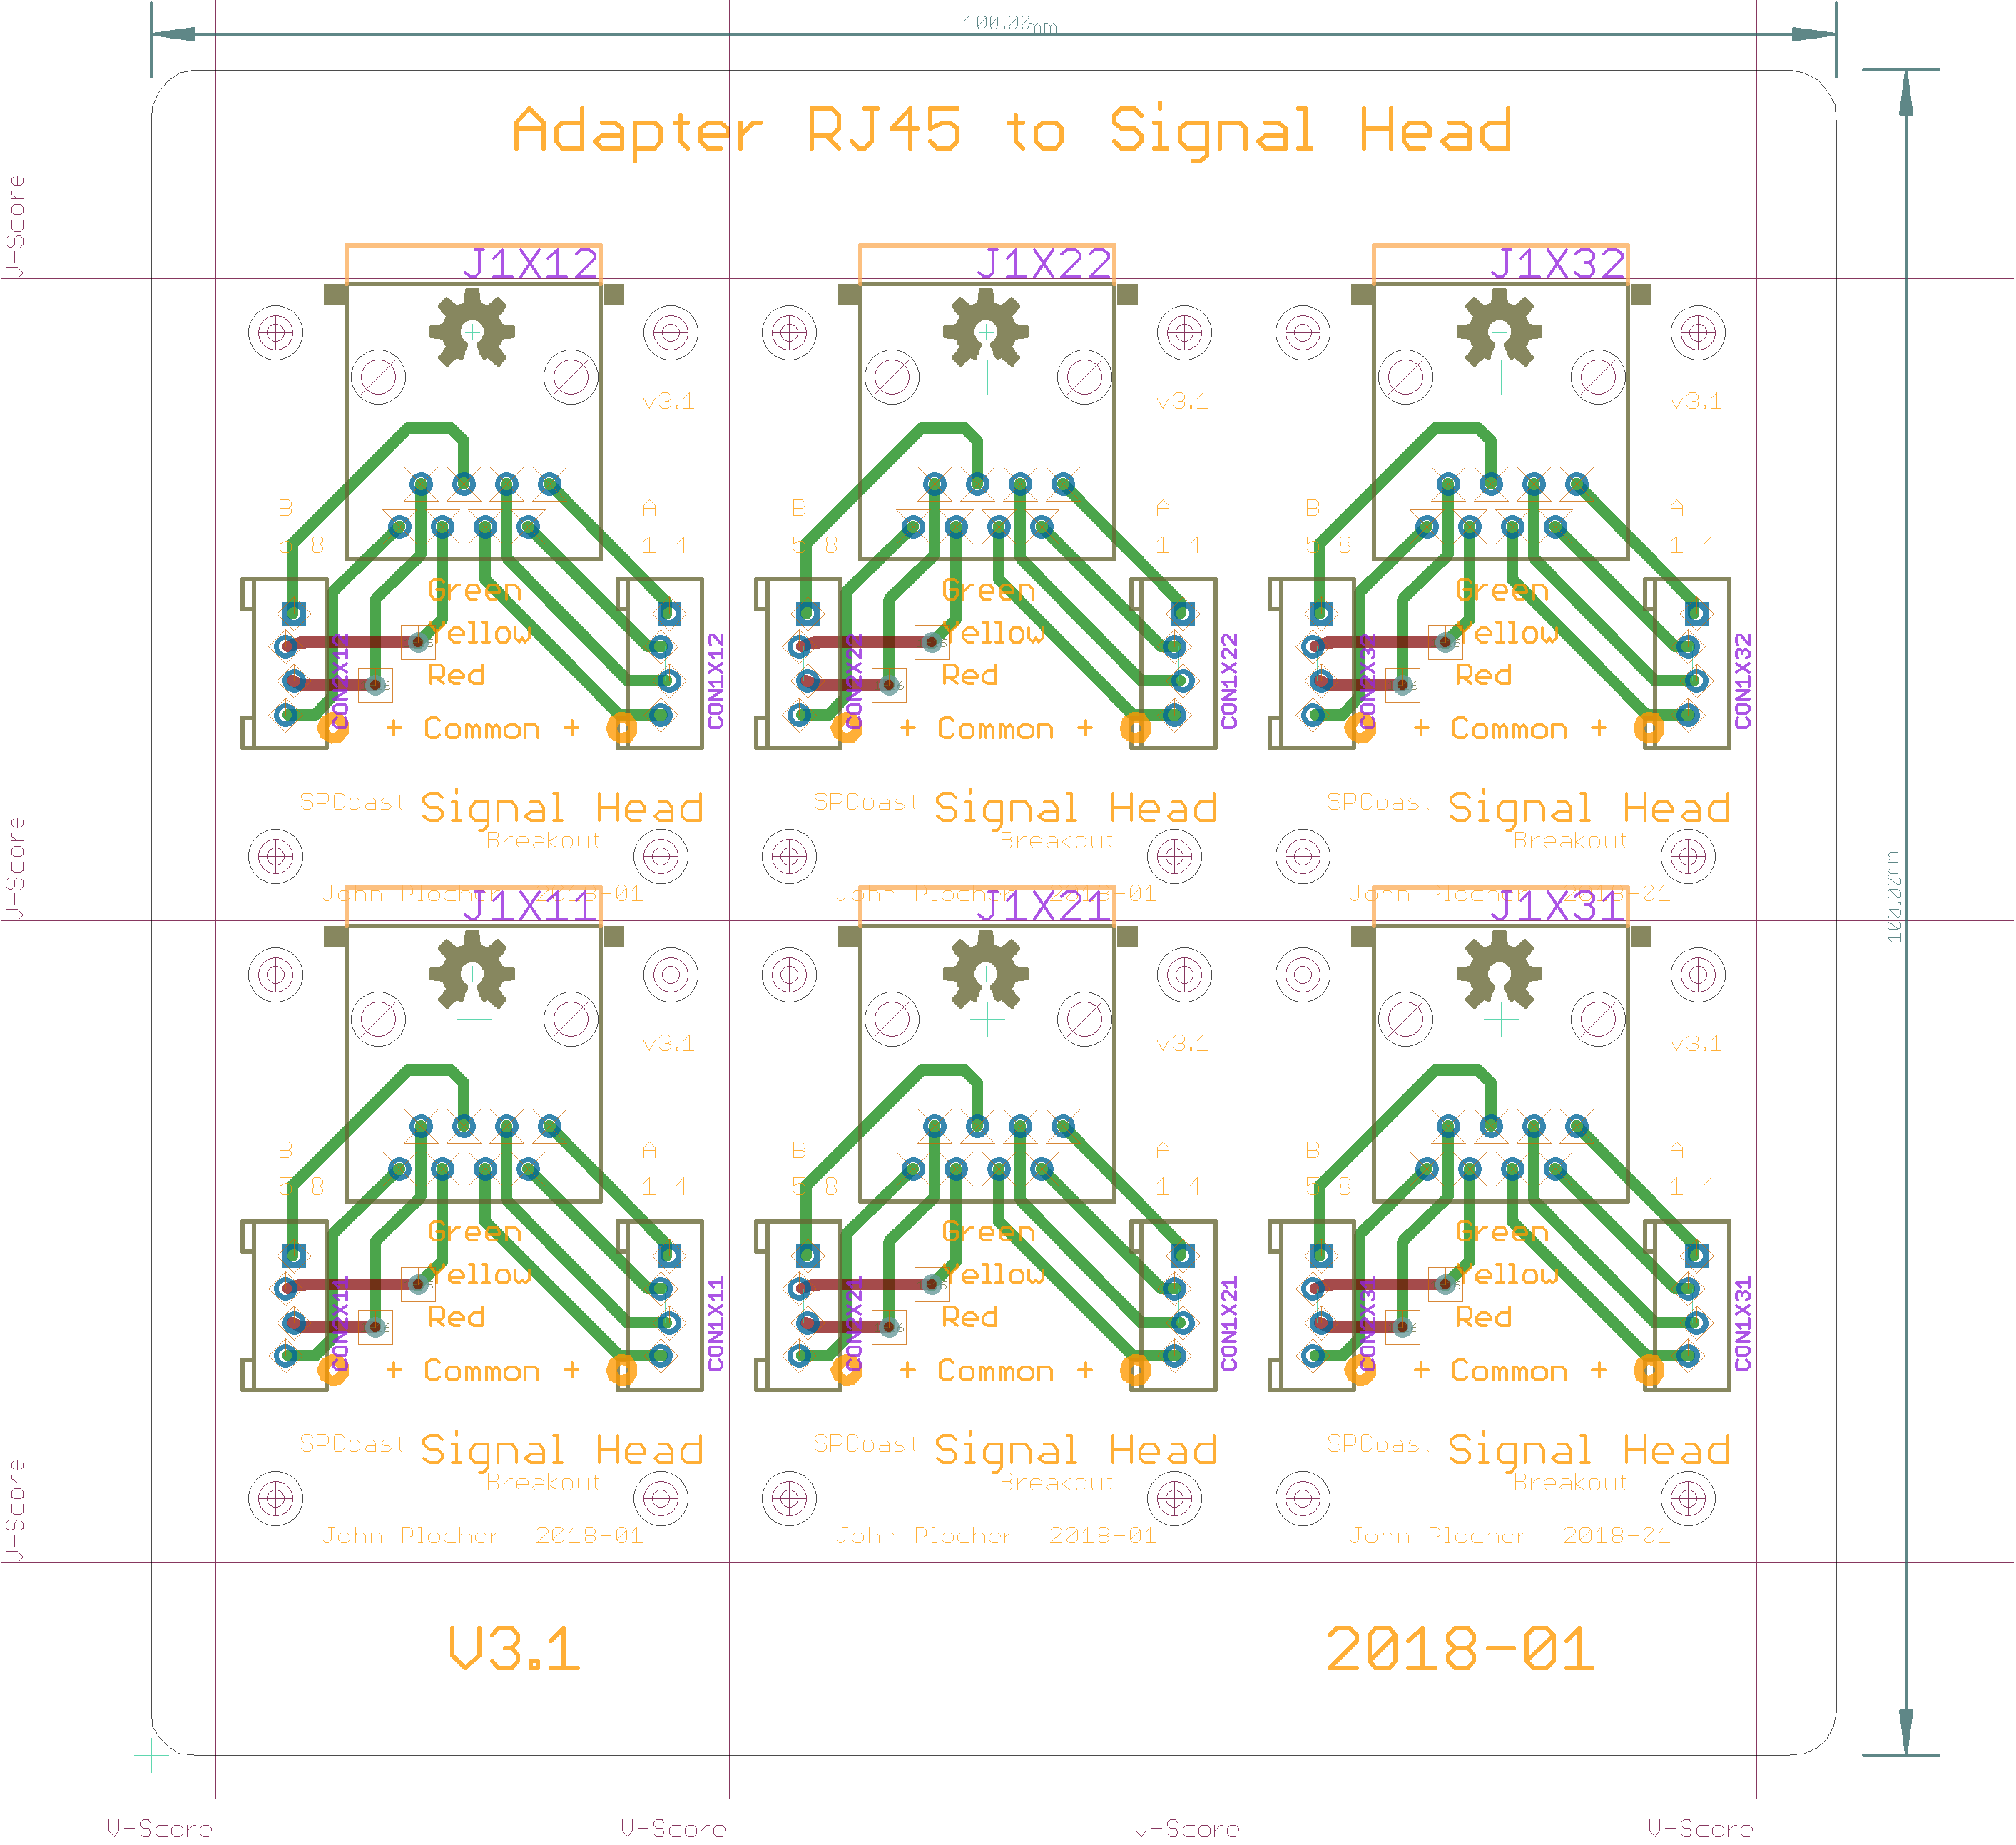 100.00mm
Adapter RJ45 to Signal Head
V-Score
J1X12 J1X22 J1X32
v3.1 v3.1 v3.1
B A B A B A
5-8 1-4 5-8 1-4 5-8 1-4
Green Green Green
Yellow Yellow Yellow
Red Red Red
CON2X12 CON1X12 CON2X22 CON1X22 CON2X32 CON1X32
+ Common + + Common + + Common +
SPCoast Signal Head SPCoast Signal Head SPCoast Signal Head
Breakout Breakout Breakout
V-Score
100.00mm
John Plocher 2018-01 John Plocher 2018-01 John Plocher 2018-01
J1X11 J1X21 J1X31
v3.1 v3.1 v3.1
B A B A B A
5-8 1-4 5-8 1-4 5-8 1-4
Green Green Green
Yellow Yellow Yellow
Red Red Red
CON2X11 CON1X11 CON2X21 CON1X21 CON2X31 CON1X31
+ Common + + Common + + Common +
SPCoast Signal Head SPCoast Signal Head SPCoast Signal Head
Breakout Breakout Breakout
V-Score
John Plocher 2018-01 John Plocher 2018-01 John Plocher 2018-01
V3.1 2018-01
V-Score V-Score V-Score V-Score